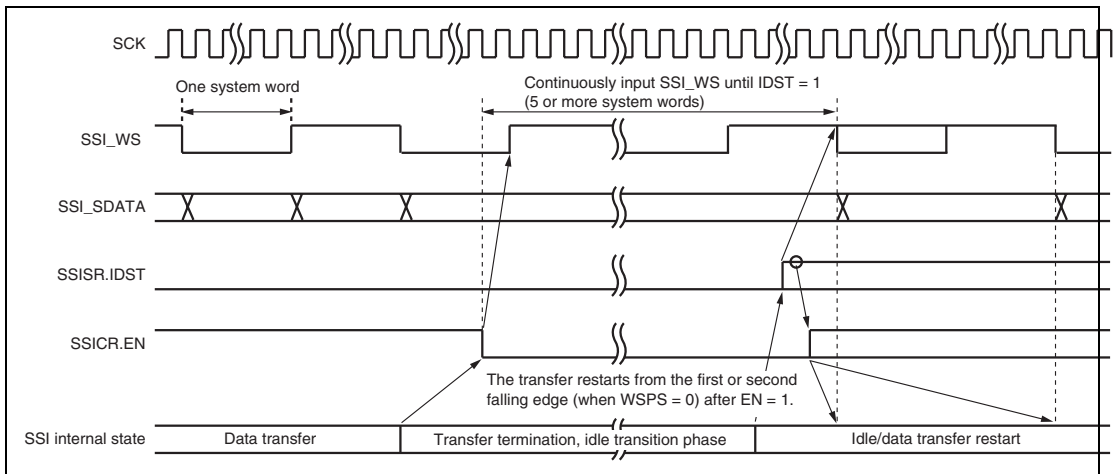 SCK
One system word
Continuously input SSI_WS until IDST = 1
(5 or more system words)
SSI_WS
SSI_SDATA
SSISR.IDST
SSICR.EN
The transfer restarts from the first or second
falling edge (when WSPS = 0) after EN = 1.
SSI internal state
Data transfer
Transfer termination, idle transition phase
Idle/data transfer restart